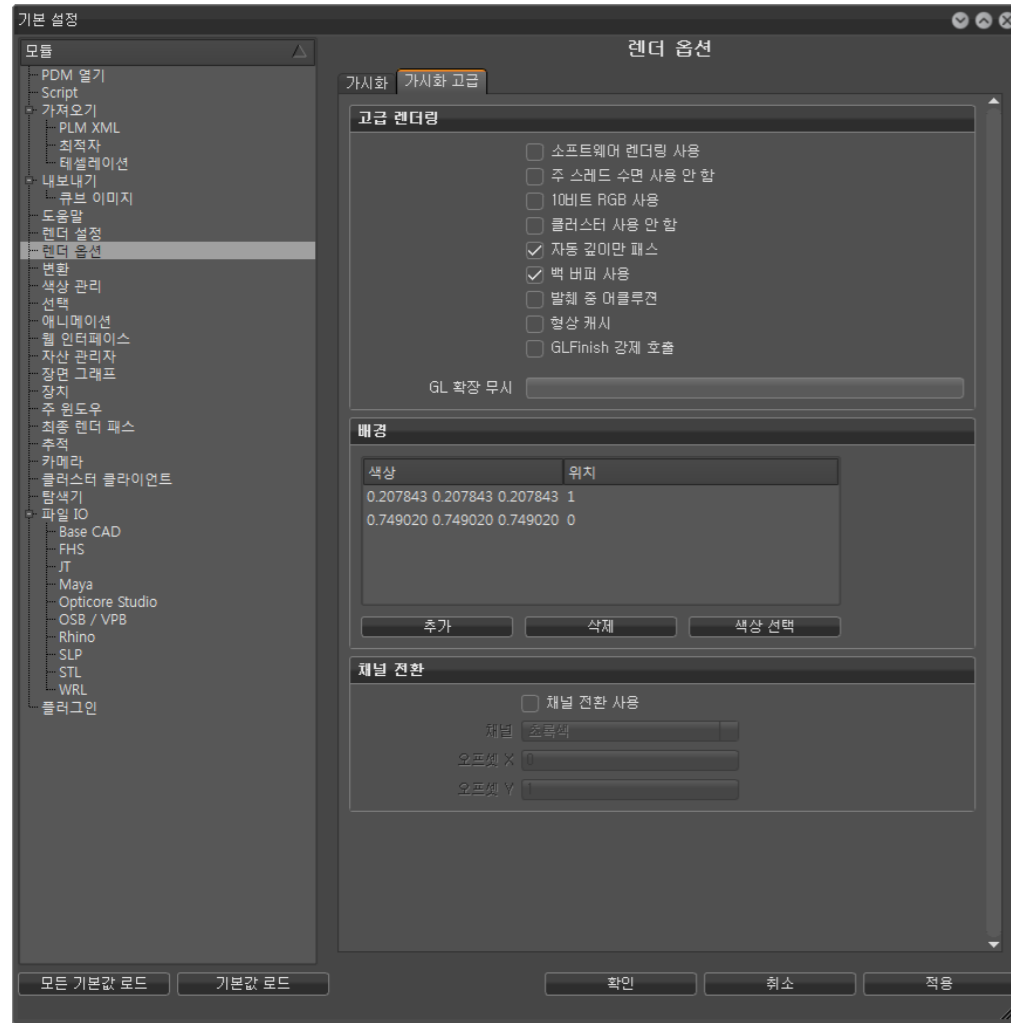 기본 설정
모듈
PDM 열기
Script
가져오기
PLM XML
최적자
테셀레이션
내보내기
큐브 이미지
도움말
렌더 설정
렌더 옵션
변환
색상 관리
선택
애니메이션
웹 인터페이스
자산 관리자
장면 그래프
장치
주 윈도우
최종 렌더 패스
추적
카메라
클러스터 클라이언트
탐색기
파일 IO
Base CAD
FHS
JT
Maya
Opticore Studio
OSB / VPB
Rhino
SLP
STL
WRL
플러그인
렌더 옵션
가시화
가시화 고급
고급 렌더링
소프트웨어 렌더링 사용
주 스레드 수면 사용 안 함
10비트 RGB 사용
클러스터 사용 안 함
자동 깊이만 패스
백 버퍼 사용
발췌 중 어클루젼
형상 캐시
GLFinish 강제 호출
GL 확장 무시
배경
색상 위치
0.207843 0.207843 0.207843 1
0.749020 0.749020 0.749020 0
추가 삭제 색상 선택
채널 전환
채널 전환 사용
채널 초록색
오프셋 X 0
오프셋 Y 1
모든 기본값 로드 기본값 로드 확인 취소 적용